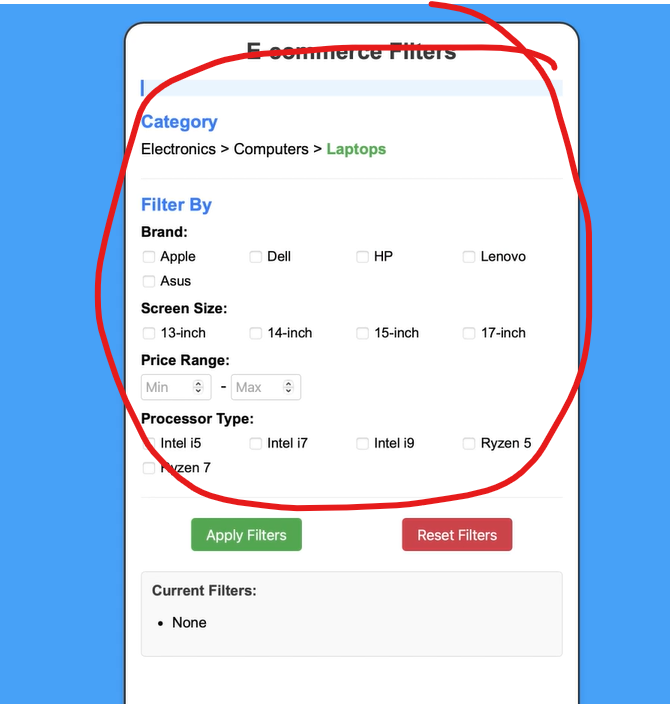 E-commerce Filters
Category
Electronics > Computers > Laptops
Filter By
Brand:
Apple Dell HP Lenovo
Asus
Screen Size:
13-inch 14-inch 15-inch 17-inch
Price Range:
Min - Max
Processor Type:
Intel i5 Intel i7 Intel i9 Ryzen 5
Ryzen 7
Apply Filters Reset Filters
Current Filters:
• None